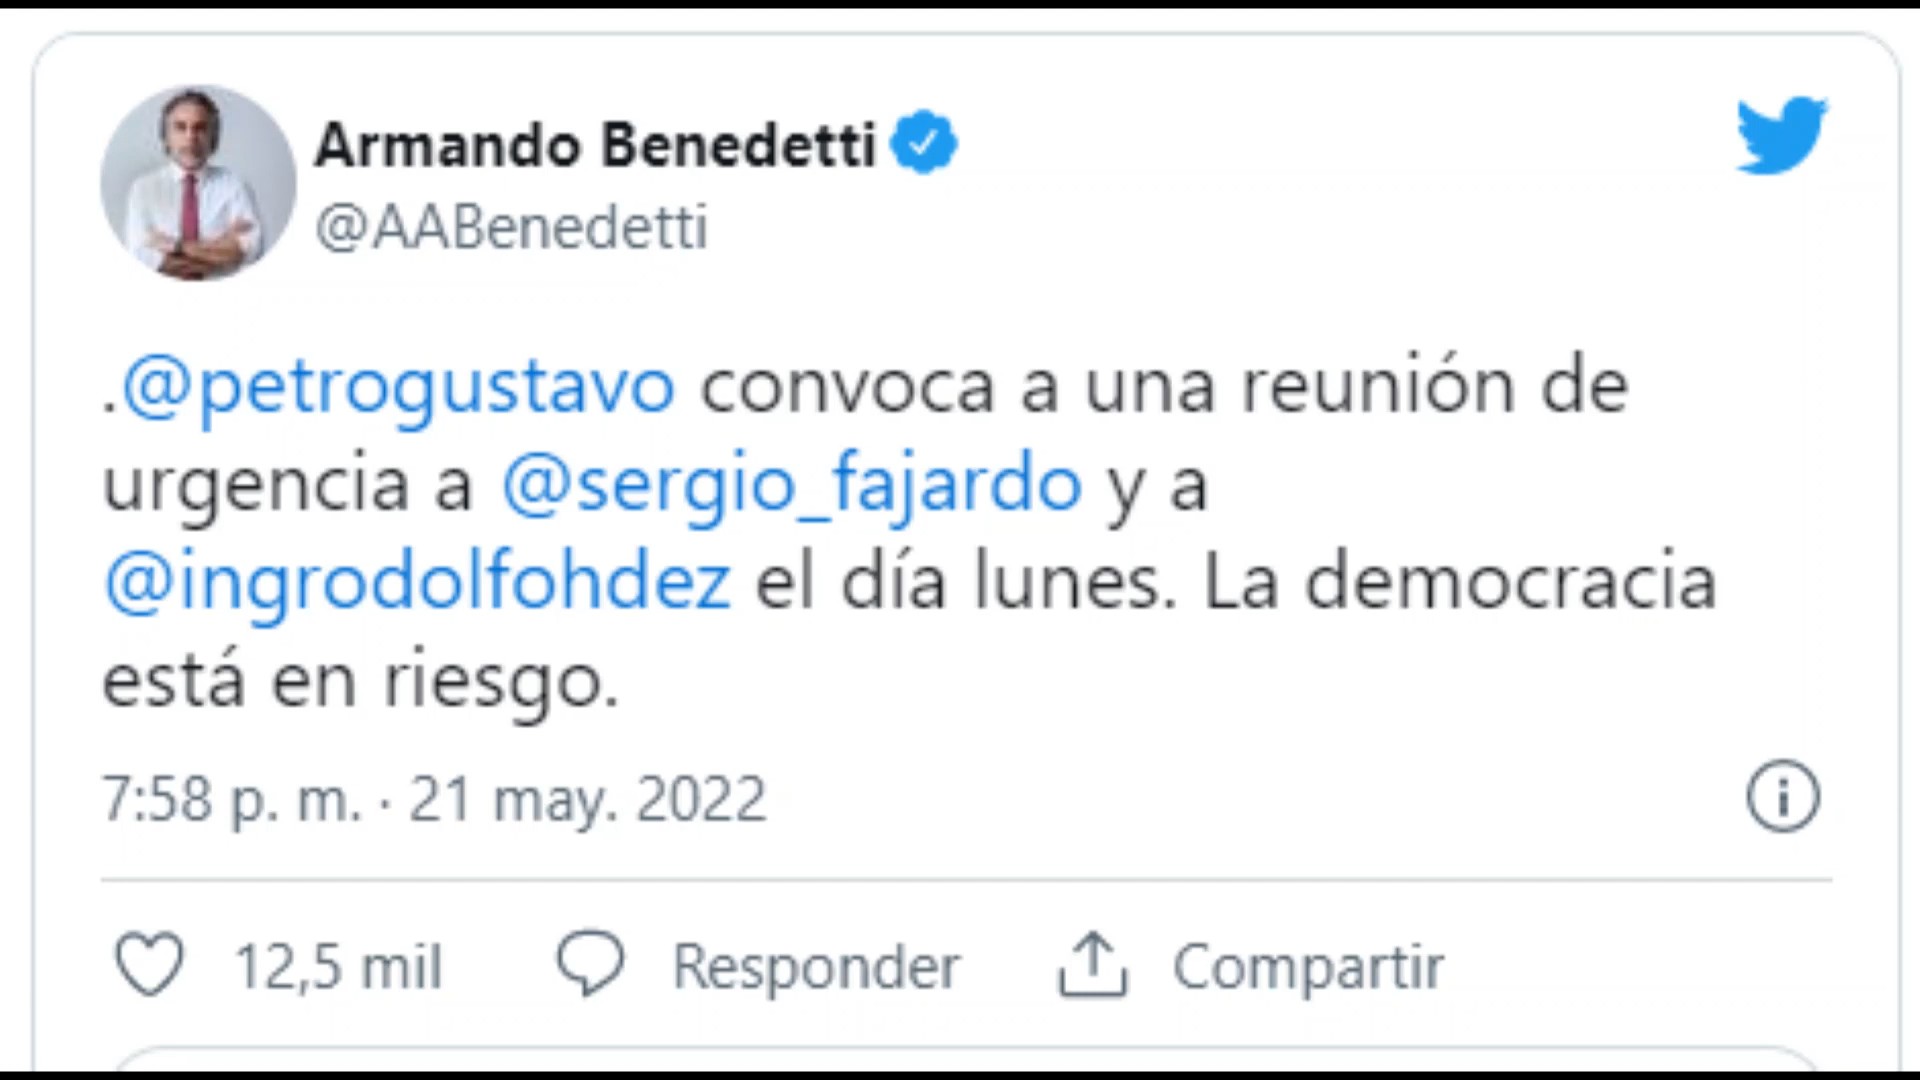 Armando Benedetti
@AABenedetti
.@petrogustavo convoca a una reunión de
urgencia a @sergio_fajardo y a
@ingrodolfohdez el día lunes. La democracia
está en riesgo.
7:58 p. m. · 21 may. 2022
12,5 mil Responder Compartir